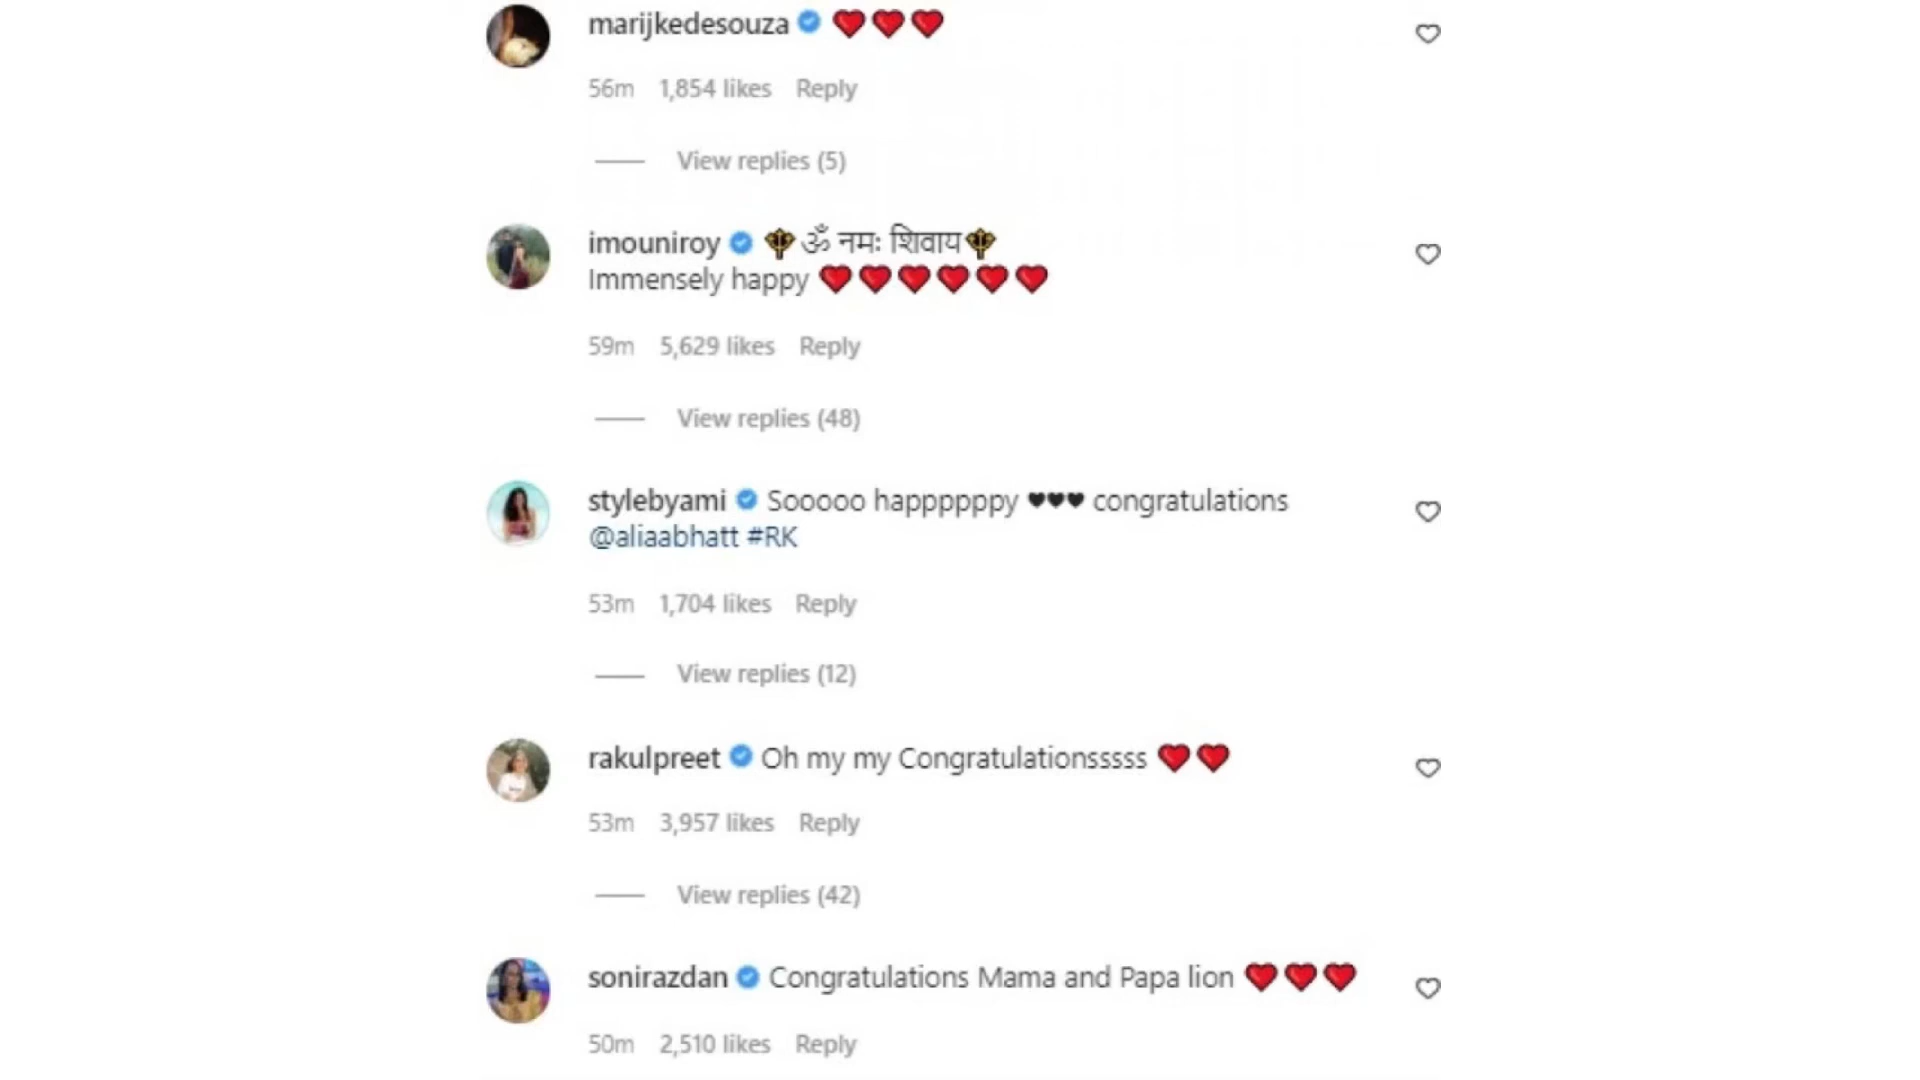 marijkedesouza ❤️❤️❤️
56m 1,854 likes Reply
View replies (5)
imouniroy 🔱ॐ नमः शिवाय🔱
Immensely happy ❤️❤️❤️❤️❤️❤️
59m 5,629 likes Reply
View replies (48)
stylebyami Sooooo happppppy ♥♥♥ congratulations
@aliaabhatt #RK
53m 1,704 likes Reply
View replies (12)
rakulpreet Oh my my Congratulationsssss ❤️❤️
53m 3,957 likes Reply
View replies (42)
sonirazdan Congratulations Mama and Papa lion ❤️❤️❤️
50m 2,510 likes Reply